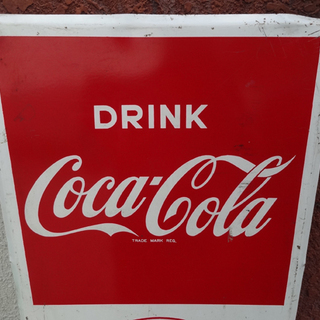 DRINK
Coca-Cola
TRADE MARK REG.